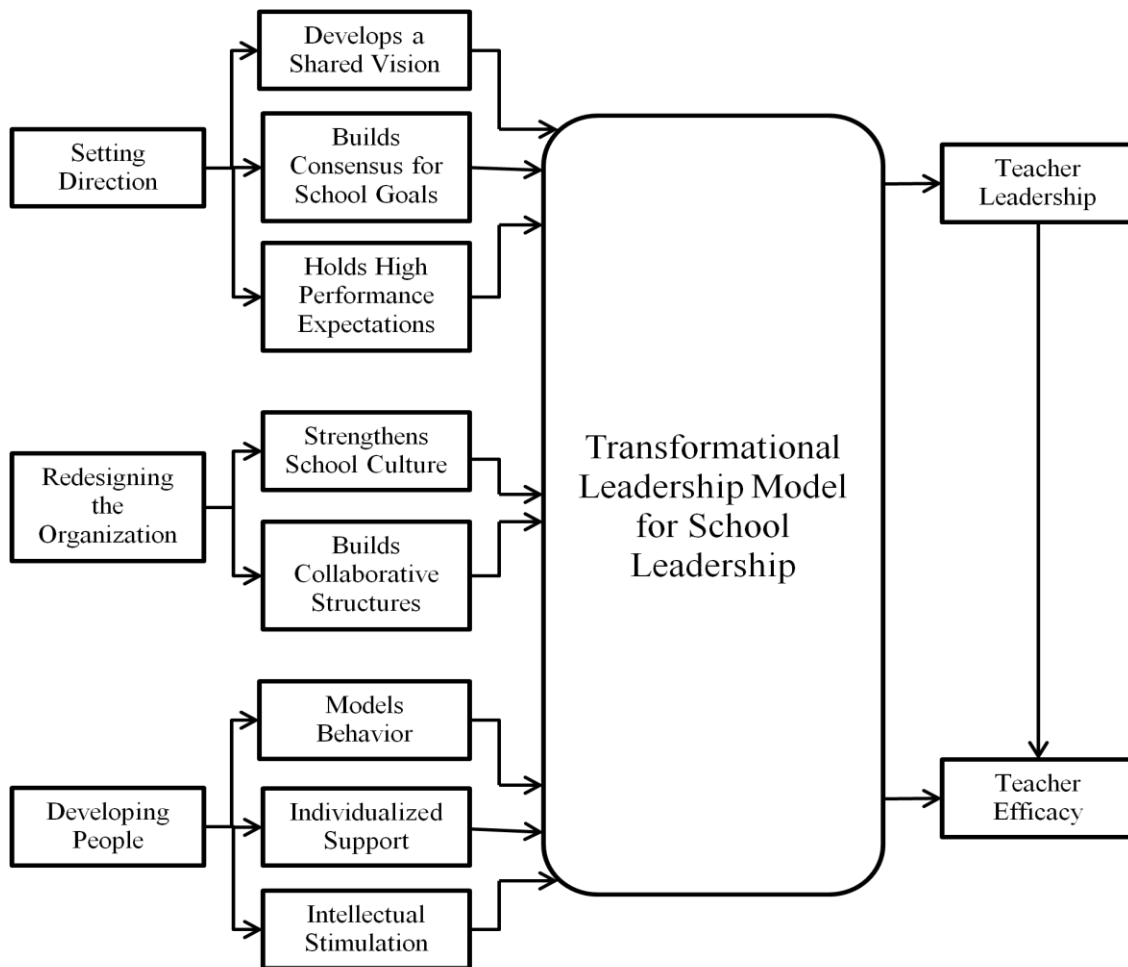 Develops a
Shared Vision
Setting
Direction
Builds
Consensus for
School Goals
Holds High
Performance
Expectations
Redesigning
the
Organization
Strengthens
School Culture
Builds
Collaborative
Structures
Developing
People
Models
Behavior
Individualized
Support
Intellectual
Stimulation
Transformational
Leadership Model
for School
Leadership
Teacher
Leadership
Teacher
Efficacy